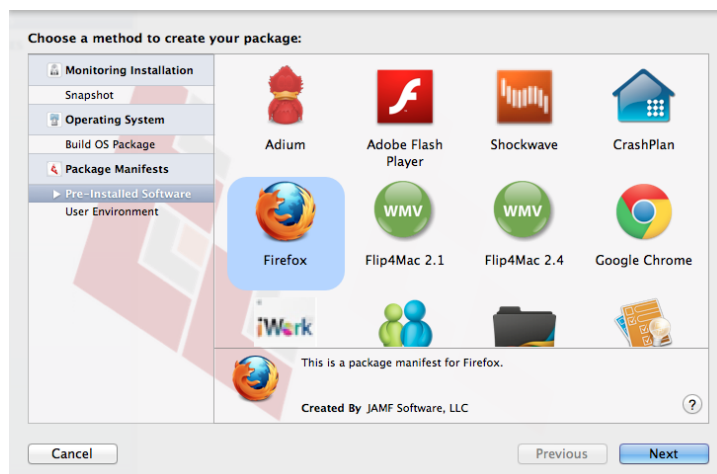 Choose a method to create your package:
Monitoring Installation
Snapshot
Operating System
Build OS Package
Package Manifests
Pre-Installed Software
User Environment
Adium
Adobe Flash
Player
Shockwave
CrashPlan
WMV
WMV
Firefox
Flip4Mac 2.1
Flip4Mac 2.4
Google Chrome
iWork
This is a package manifest for Firefox.
Created By JAMF Software, LLC
?
Cancel
Previous
Next